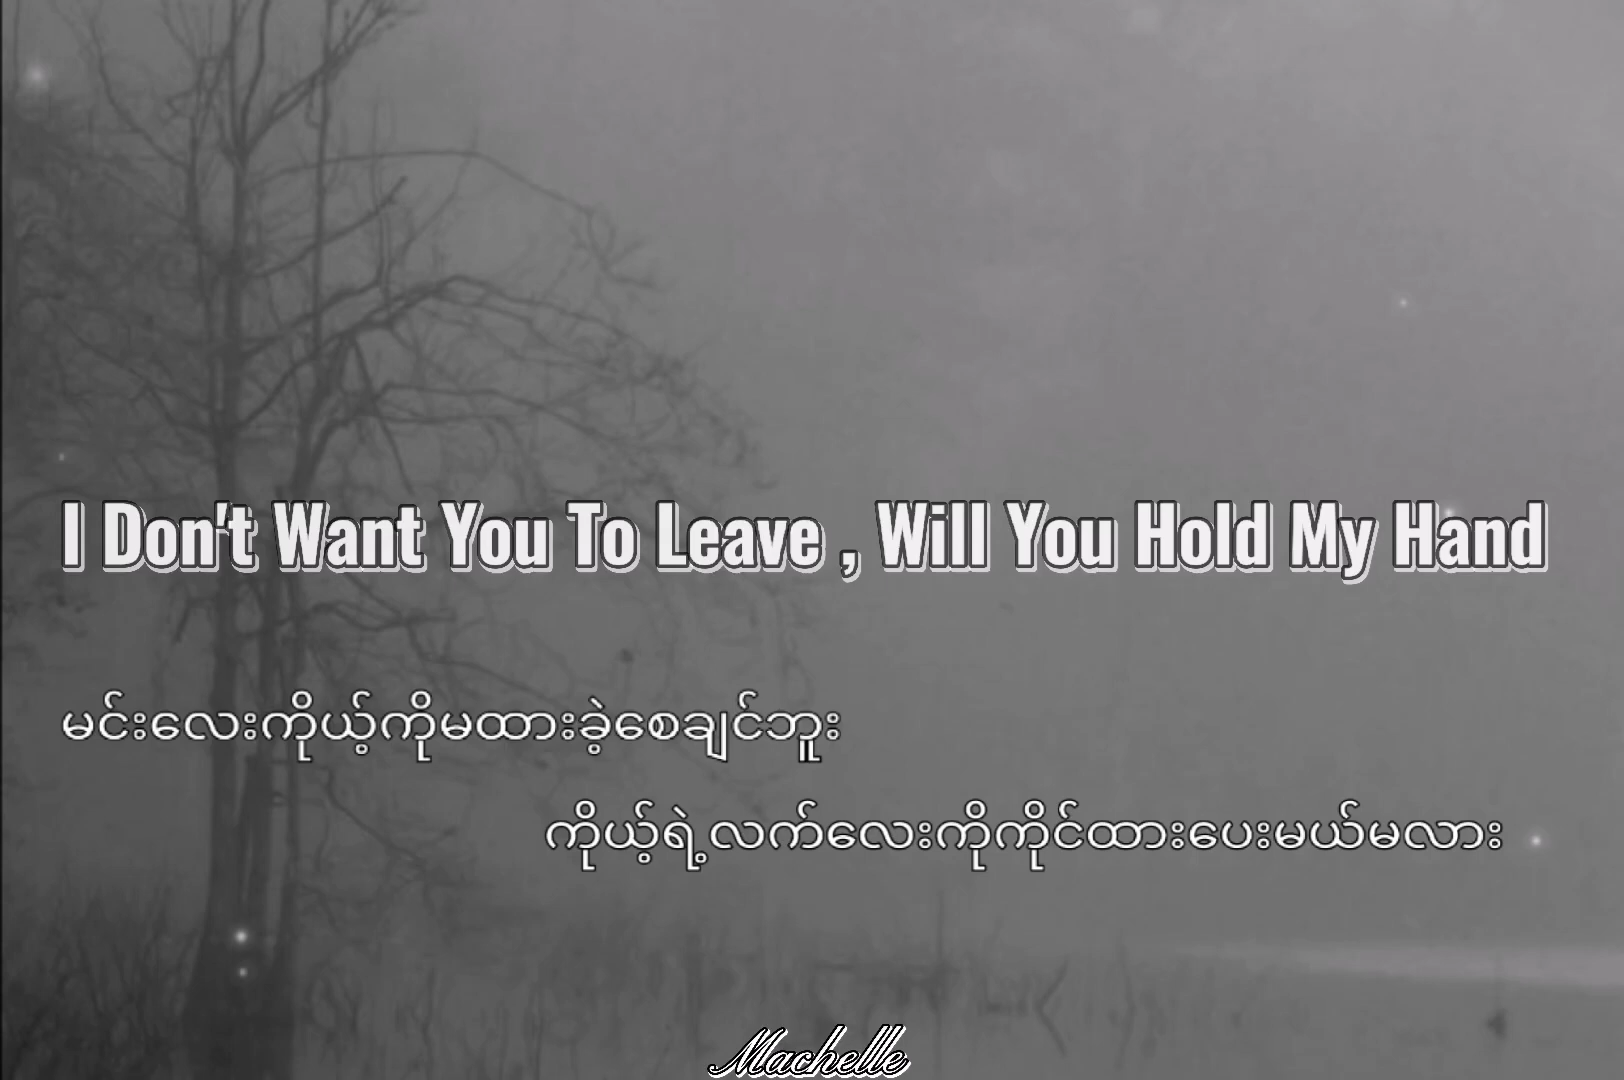 I Don't Want You To Leave , Will You Hold My Hand
မင်းလေးကိုယ့်ကိုမထားခဲ့စေချင်ဘူး
ကိုယ့်ရဲ့လက်လေးကိုကိုင်ထားပေးမယ်မလား
Machelle